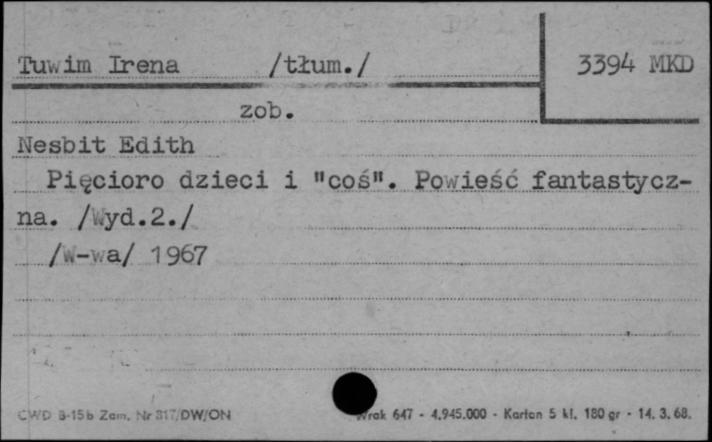 Tuwim Irena /tłum./ 3394 MKD
zob.
Nesbit Edith
Pięcioro dzieci i "coś". Powieść fantastycz-
na. /Wyd.2./
/W-wa/ 1967
CWD B-15b Zam. Nr 317/DW/ON Wrak 647 - 4.945.000 - Karton 5 kl. 180 gr - 14. 3. 68.